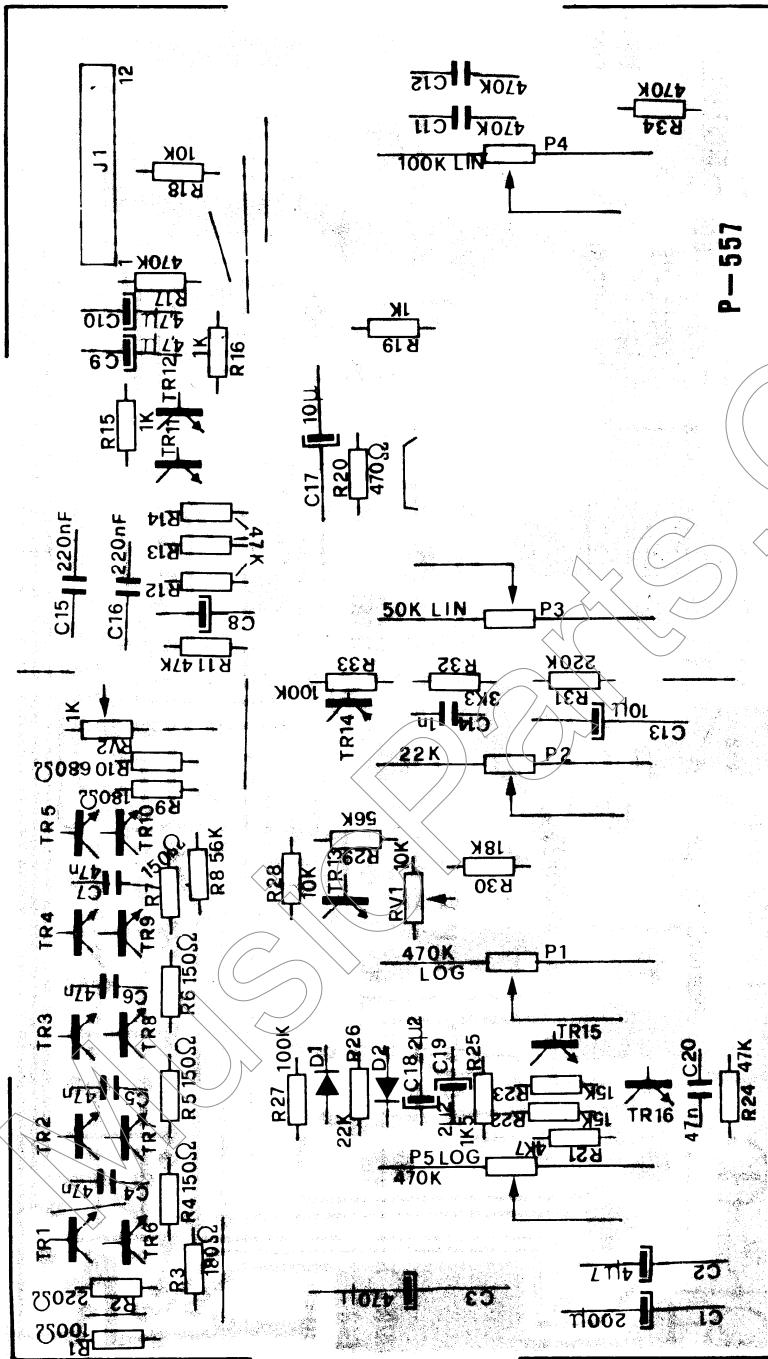 12
J1
1
10K
R18
470K
R17
C10
4,7µ
C9
4,7µ
1K
R16
TR12
TR11
R15
1K
C12
470K
C11
470K
100K LIN
P4
470K
R34
P—557
1K
R19
10µ
C17
R20
470Ω
C15
220nF
C16
220nF
R14
R13
R12
47K
C8
R11 47K
50K LIN
P3
R33
100K
TR14
R32
3K3
1n
C14
220K
R31
10µ
C13
22K
P2
1K
RV2
R10 680Ω
180Ω
R9
TR5
TR10
47n
C7
R7 150Ω
R8 56K
TR4
TR9
56K
R29
R28
10K
TR13
10K
RV1
18K
R30
470K
LOG
P1
47n
C6
R6 150Ω
TR3
TR8
47n
C5
R5 150Ω
TR2
TR7
47n
C4
R4 150Ω
TR1
TR6
R3
180Ω
220Ω
R2
100Ω
R1
R27
100K
D1
R26
22K
D2
C18
2µ2
C19
2µ2
R25
1K5
TR15
R23
15K
R22
15K
4K7
R21
TR16
C20
47n
R24
47K
P5 LOG
470K
470µ
C3
4µ7
C2
200µ
C1
Music Parts.